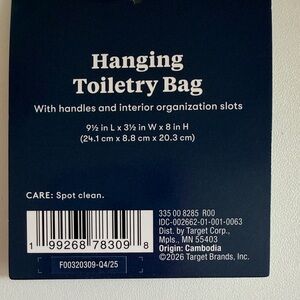 Hanging
Toiletry Bag
With handles and interior organization slots
9½ in L x 3½ in W x 8 in H
(24.1 cm x 8.8 cm x 20.3 cm)
CARE: Spot clean.
1 99268 78309 8
F00320309-Q4/25
335 00 8285 R00
IDC-002662-01-001-0063
Dist. by Target Corp.,
Mpls., MN 55403
Origin: Cambodia
©2026 Target Brands, Inc.